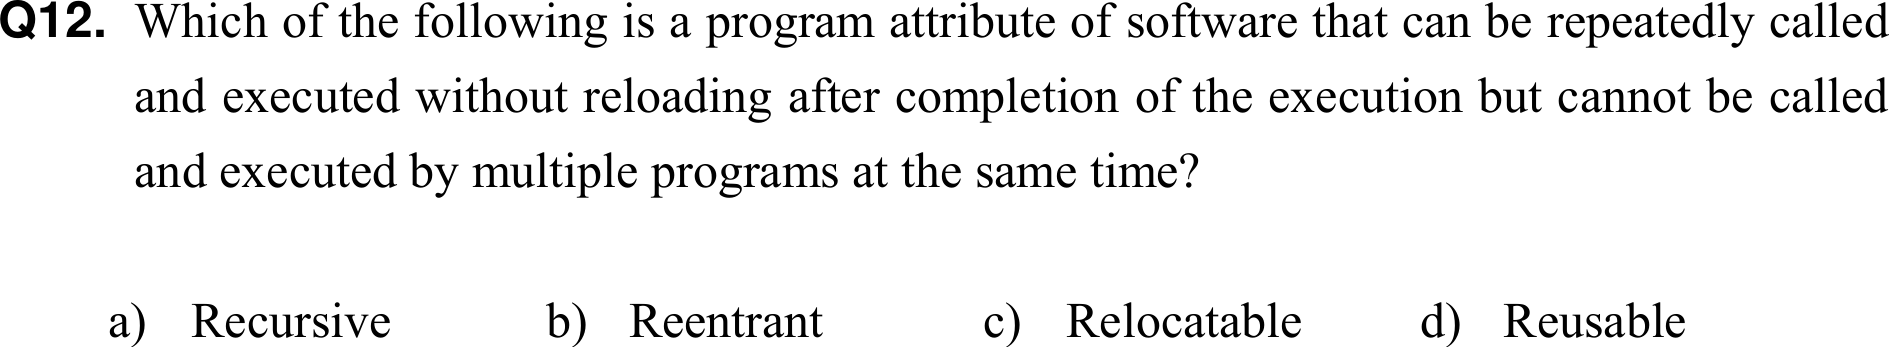 Q12. Which of the following is a program attribute of software that can be repeatedly called
and executed without reloading after completion of the execution but cannot be called
and executed by multiple programs at the same time?
a) Recursive b) Reentrant c) Relocatable d) Reusable